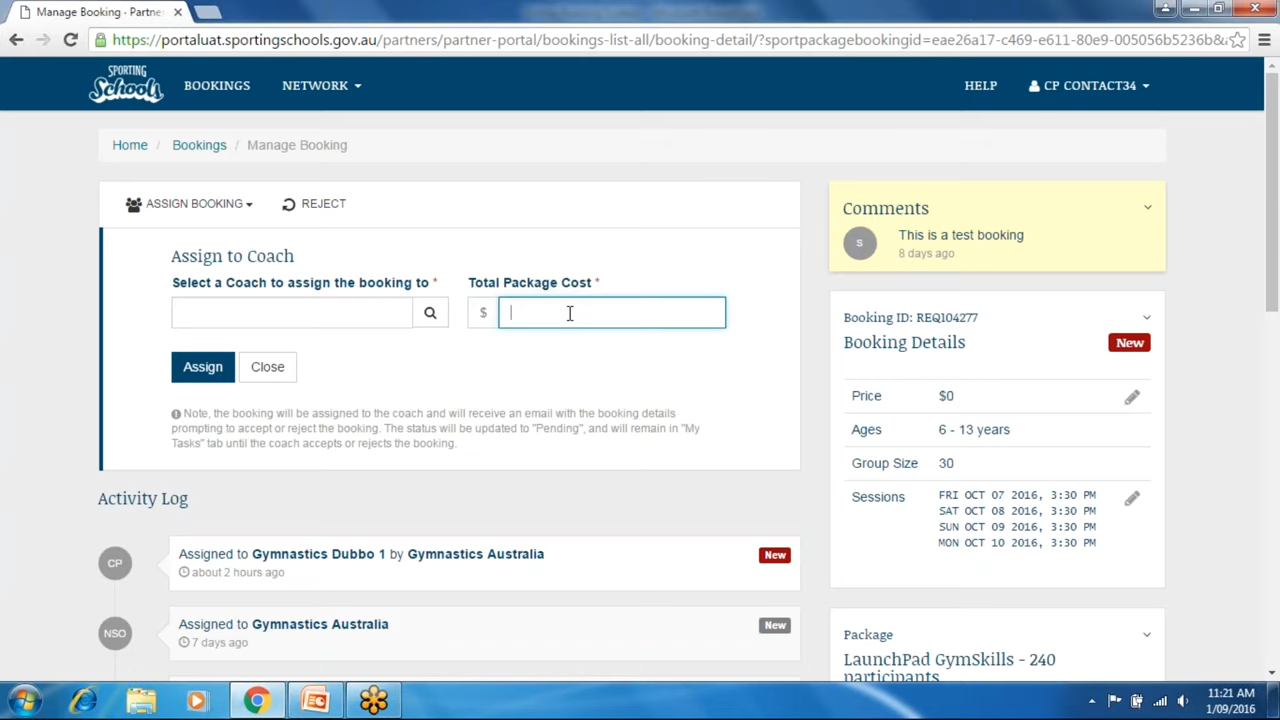 Manage Booking - Partne
https://portaluat.sportingschools.gov.au/partners/partner-portal/bookings-list-all/booking-detail/?sportpackagebookingid=eae26a17-c469-e611-80e9-005056b5236b&
SPORTING
Schools
BOOKINGS
NETWORK
HELP
CP CONTACT34
Home / Bookings / Manage Booking
ASSIGN BOOKING
REJECT
Assign to Coach
Select a Coach to assign the booking to *
Total Package Cost *
$
Assign
Close
Note, the booking will be assigned to the coach and will receive an email with the booking details
prompting to accept or reject the booking. The status will be updated to "Pending", and will remain in "My
Tasks" tab until the coach accepts or rejects the booking.
Activity Log
CP
Assigned to Gymnastics Dubbo 1 by Gymnastics Australia
New
about 2 hours ago
NSO
Assigned to Gymnastics Australia
New
7 days ago
Comments
S
This is a test booking
8 days ago
Booking ID: REQ104277
Booking Details
New
Price $0
Ages 6 - 13 years
Group Size 30
Sessions FRI OCT 07 2016, 3:30 PM
SAT OCT 08 2016, 3:30 PM
SUN OCT 09 2016, 3:30 PM
MON OCT 10 2016, 3:30 PM
Package
LaunchPad GymSkills - 240
participants
11:21 AM
1/09/2016